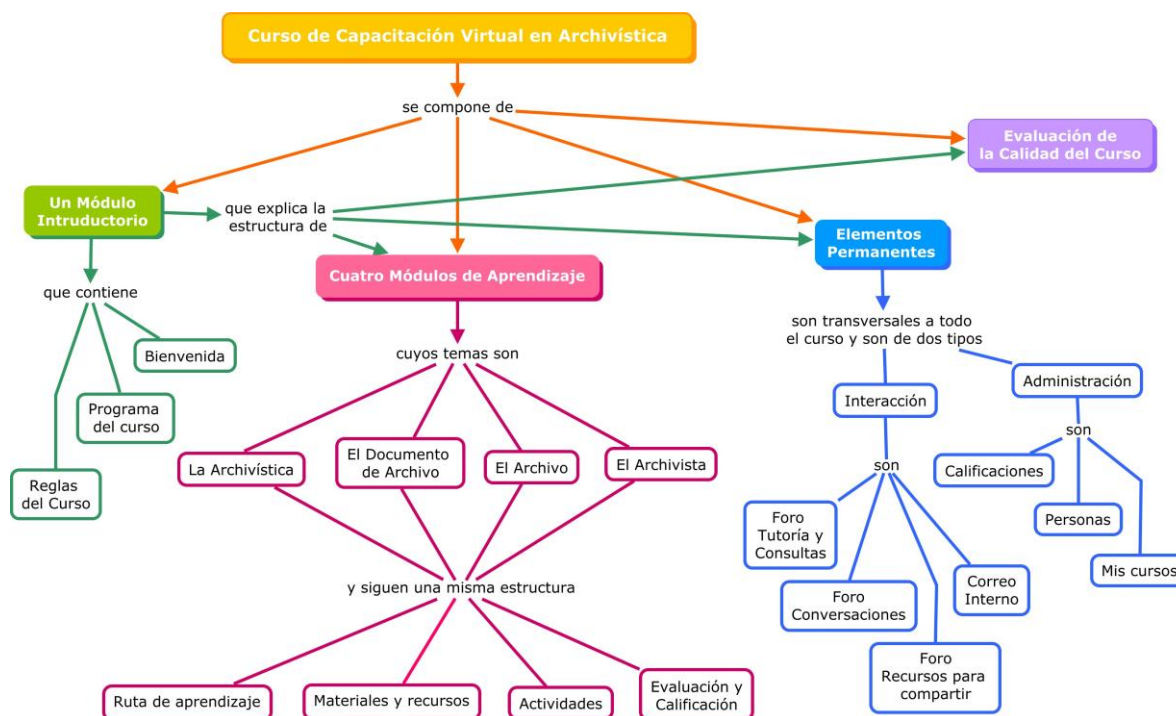 Curso de Capacitación Virtual en Archivística
se compone de
Evaluación de
la Calidad del Curso
Un Módulo
Intruductorio
que explica la
estructura de
Elementos
Permanentes
Cuatro Módulos de Aprendizaje
que contiene
Bienvenida
Programa
del curso
Reglas
del Curso
cuyos temas son
La Archivística
El Documento
de Archivo
El Archivo
El Archivista
y siguen una misma estructura
Ruta de aprendizaje
Materiales y recursos
Actividades
Evaluación y
Calificación
son transversales a todo
el curso y son de dos tipos
Interacción
son
Foro
Tutoría y
Consultas
Foro
Conversaciones
Foro
Recursos para
compartir
Correo
Interno
Administración
son
Calificaciones
Personas
Mis cursos